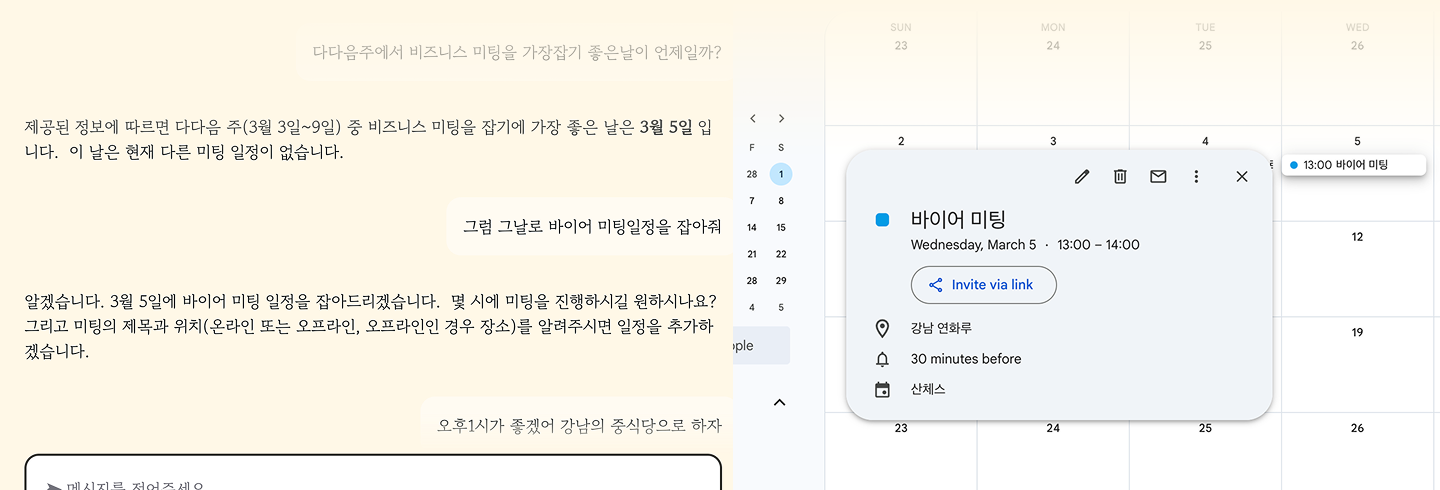 다다음주에서 비즈니스 미팅을 가장잡기 좋은날이 언제일까?
제공된 정보에 따르면 다다음 주(3월 3일~9일) 중 비즈니스 미팅을 잡기에 가장 좋은 날은 3월 5일 입
니다. 이 날은 현재 다른 미팅 일정이 없습니다.
그럼 그날로 바이어 미팅일정을 잡아줘
알겠습니다. 3월 5일에 바이어 미팅 일정을 잡아드리겠습니다. 몇 시에 미팅을 진행하시길 원하시나요?
그리고 미팅의 제목과 위치(온라인 또는 오프라인, 오프라인인 경우 장소)를 알려주시면 일정을 추가하
겠습니다.
오후1시가 좋겠어 강남의 중식당으로 하자
메시지를 적어주세요
F S
28 1
7 8
14 15
21 22
28 29
4 5
ople
SUN MON TUE WED
23 24 25 26
2 3 4 5
13:00 바이어 미팅
바이어 미팅
Wednesday, March 5 · 13:00 – 14:00
Invite via link
강남 연화루
30 minutes before
산체스
12
19
23 24 25 26